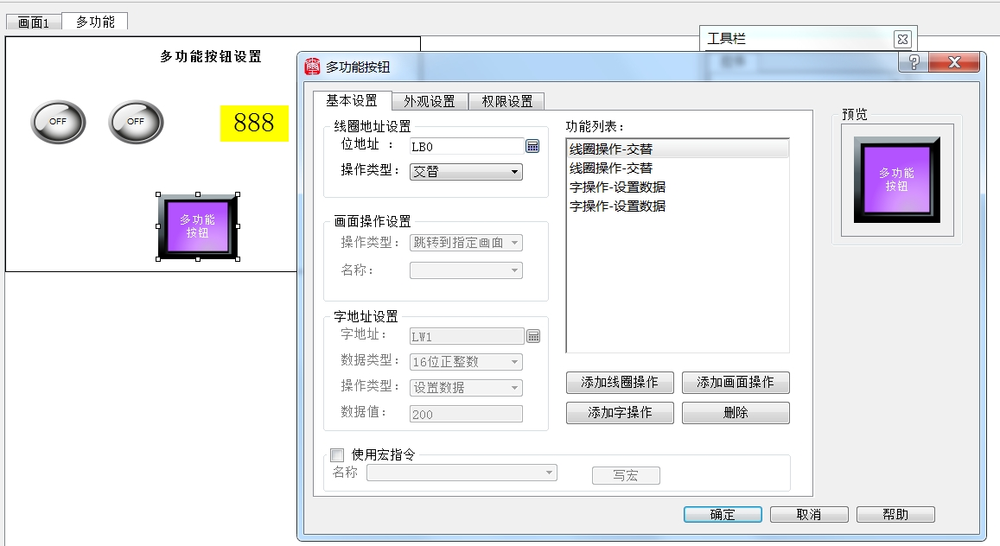 画面1 多功能
多功能按钮设置
OFF OFF 888
多功能
按钮
工具栏
多功能按钮
?
基本设置 外观设置 权限设置
线圈地址设置
位地址 : LB0
操作类型: 交替
画面操作设置
操作类型: 跳转到指定画面
名称:
字地址设置
字地址: LW1
数据类型: 16位正整数
操作类型: 设置数据
数据值: 200
功能列表:
线圈操作-交替
线圈操作-交替
字操作-设置数据
字操作-设置数据
添加线圈操作 添加画面操作
添加字操作 删除
使用宏指令
名称 写宏
预览
多功能
按钮
确定 取消 帮助